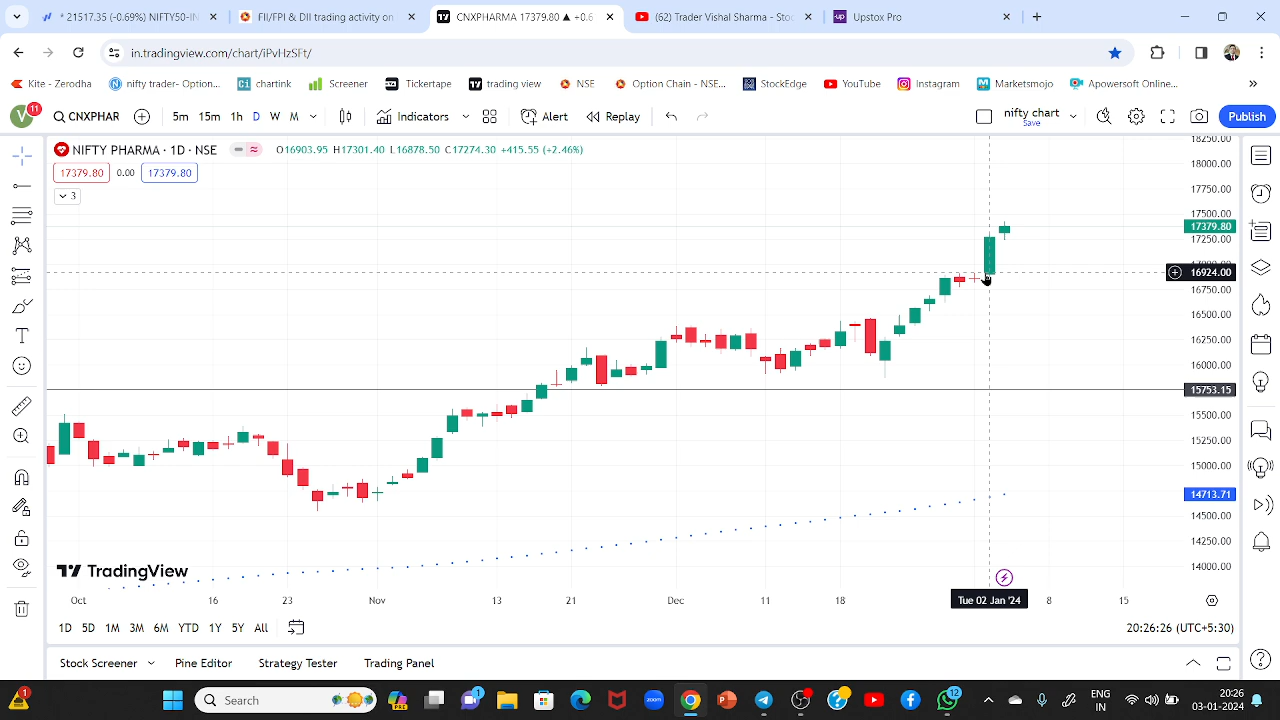 21517.35 (-0.69%) NIFTY50-IN
FII/FPI & DII trading activity on
CNXPHARMA 17379.80 ▲ +0.6
(62) Trader Vishal Sharma - Stoc
Upstox Pro
in.tradingview.com/chart/iPvHzSFt/
Kite - Zerodha
nifty trader- Option...
chartink
Screener
Tickertape
trading view
NSE
Option Chain - NSE...
StockEdge
YouTube
Instagram
Marketsmojo
Apowersoft Online...
V 11
CNXPHAR
5m 15m 1h D W M
Indicators
Alert
Replay
nifty chart
Save
Publish
NIFTY PHARMA · 1D · NSE
O16903.95 H17301.40 L16878.50 C17274.30 +415.55 (+2.46%)
17379.80 0.00 17379.80
3
18250.00
18000.00
17750.00
17500.00
17379.80
17250.00
17000.00
16924.00
16750.00
16500.00
16250.00
16000.00
15753.15
15500.00
15250.00
15000.00
14713.71
14500.00
14250.00
14000.00
TradingView
Oct 16 23 Nov 13 21 Dec 11 18 Tue 02 Jan '24 8 15
1D 5D 1M 3M 6M YTD 1Y 5Y All
20:26:26 (UTC+5:30)
Stock Screener
Pine Editor
Strategy Tester
Trading Panel
1
Search
PRE
1
zoom
12
ENG
IN
20:26
03-01-2024